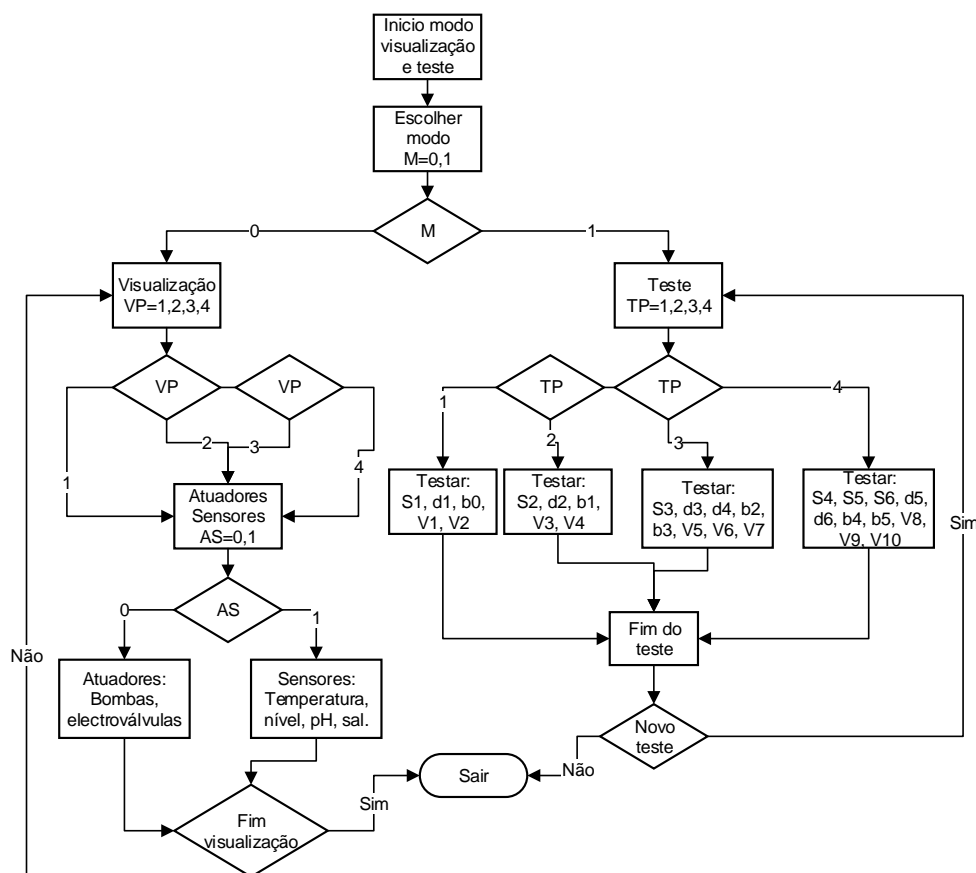 Inicio modo
visualização
e teste
Escolher
modo
M=0,1
M
0
1
Visualização
VP=1,2,3,4
Teste
TP=1,2,3,4
VP
VP
TP
TP
1
2
3
4
1
2
3
4
Atuadores
Sensores
AS=0,1
Testar:
S1, d1, b0,
V1, V2
Testar:
S2, d2, b1,
V3, V4
Testar:
S3, d3, d4, b2,
b3, V5, V6, V7
Testar:
S4, S5, S6, d5,
d6, b4, b5, V8,
V9, V10
Sim
AS
0
1
Fim do
teste
Não
Atuadores:
Bombas,
electroválvulas
Sensores:
Temperatura,
nível, pH, sal.
Novo
teste
Não
Sair
Sim
Fim
visualização